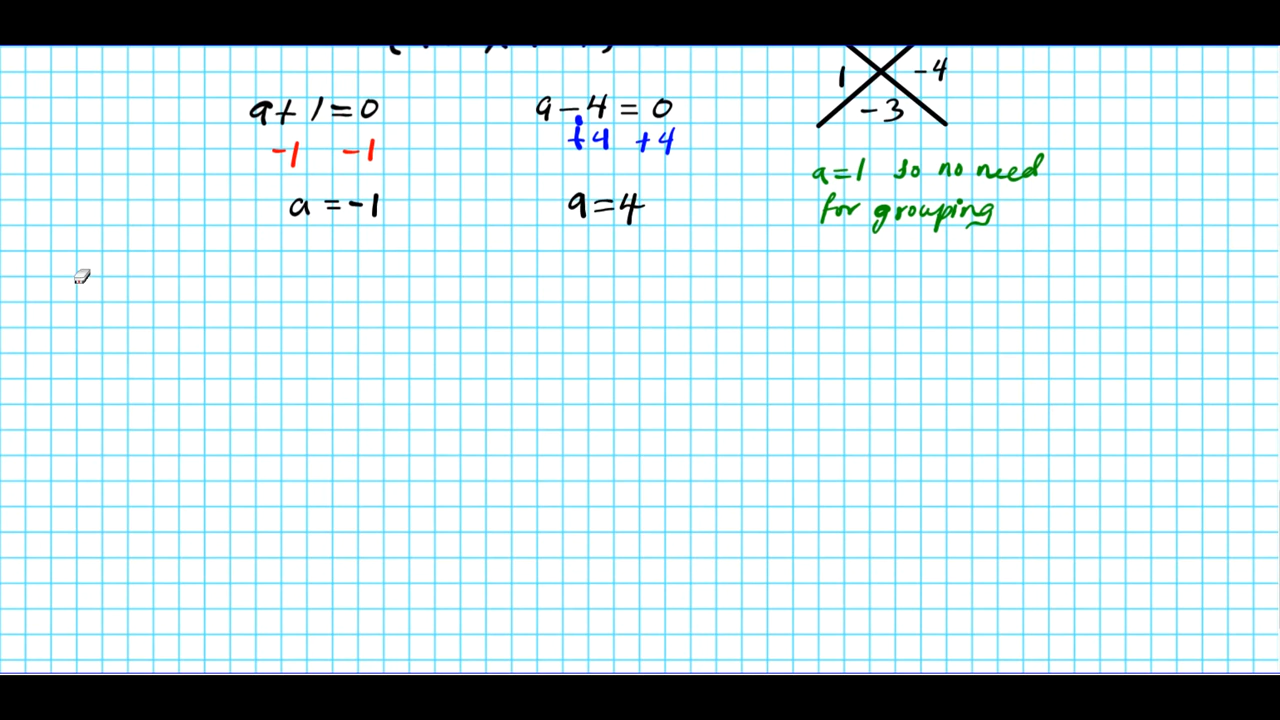 a + 1 = 0
-1 -1
a = -1
a - 4 = 0
+4 +4
a = 4
1 -4
-3
a = 1 so no need
for grouping